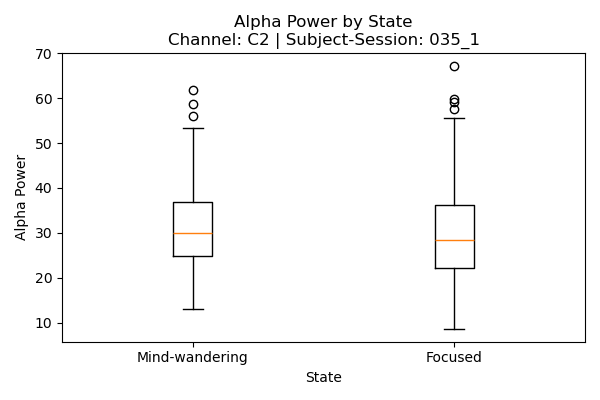 Alpha Power by State
Channel: C2 | Subject-Session: 035_1
Alpha Power
70
60
50
40
30
20
10
Mind-wandering
Focused
State